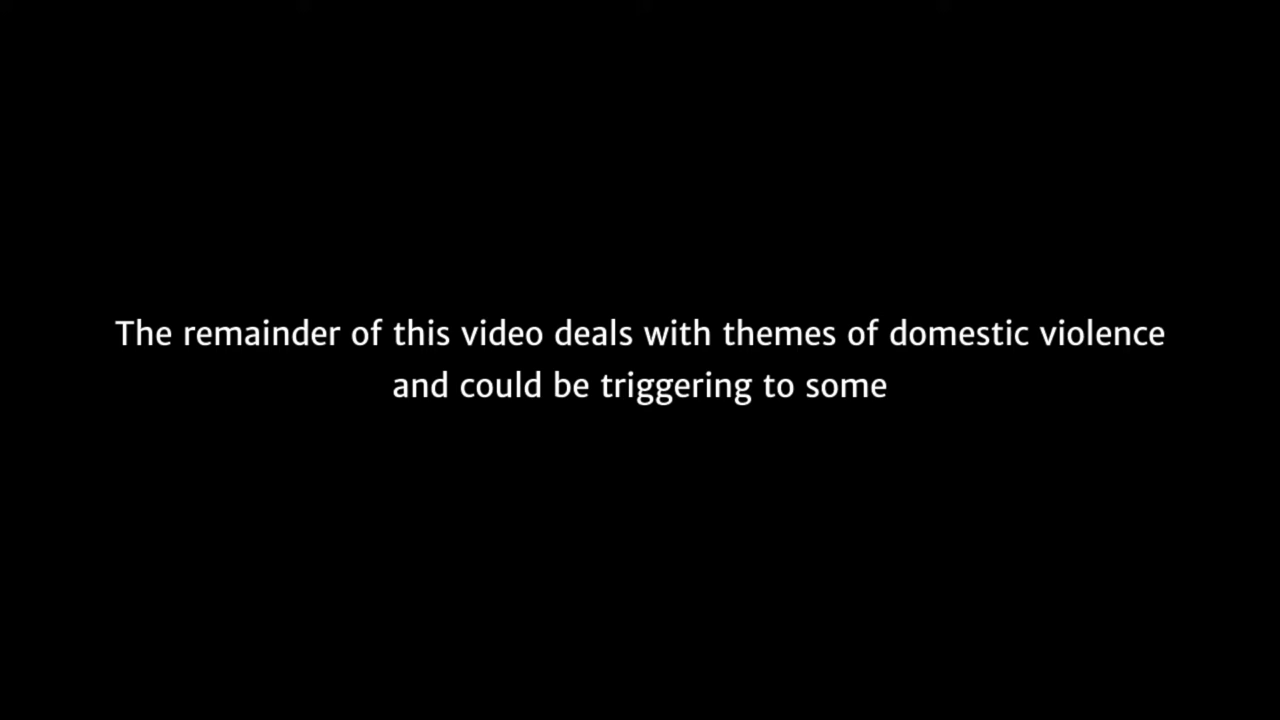 The remainder of this video deals with themes of domestic violence
and could be triggering to some